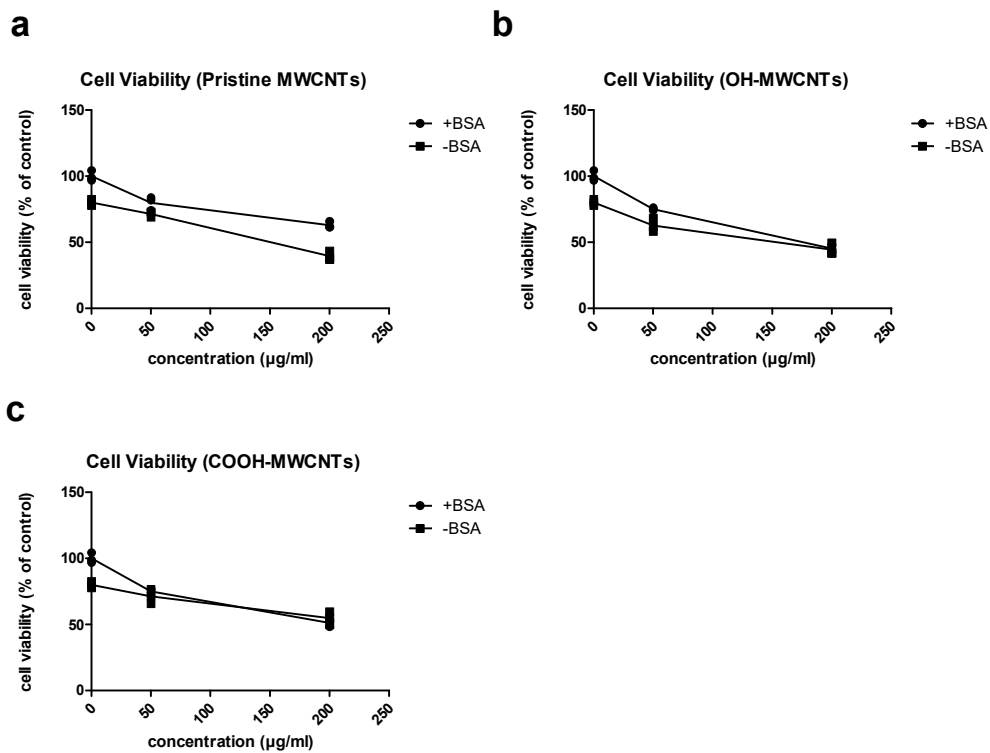 a
Cell Viability (Pristine MWCNTs)
cell viability (% of control)
150
100
50
0
0
50
100
150
200
250
concentration (µg/ml)
+BSA
-BSA
b
Cell Viability (OH-MWCNTs)
cell viability (% of control)
150
100
50
0
0
50
100
150
200
250
concentration (µg/ml)
+BSA
-BSA
c
Cell Viability (COOH-MWCNTs)
cell viability (% of control)
150
100
50
0
0
50
100
150
200
250
concentration (µg/ml)
+BSA
-BSA